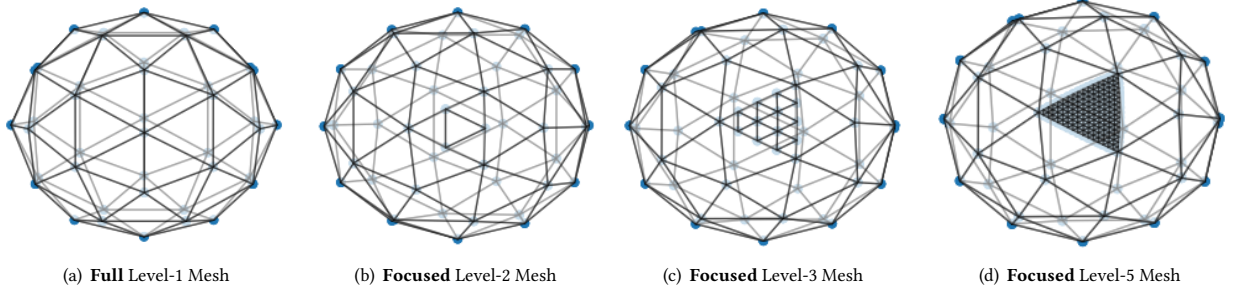 (a) Full Level-1 Mesh
(b) Focused Level-2 Mesh
(c) Focused Level-3 Mesh
(d) Focused Level-5 Mesh